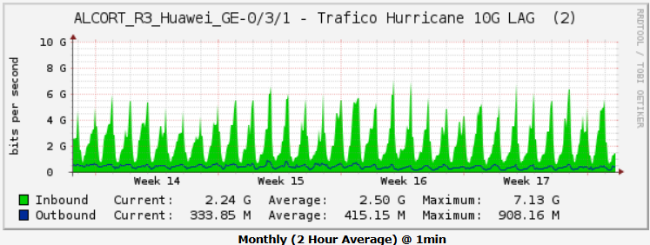 ALCORT_R3_Huawei_GE-0/3/1 - Trafico Hurricane 10G LAG (2)
RRDTOOL / TOBI OETIKER
bits per second
10 G
8 G
6 G
4 G
2 G
0
Week 14 Week 15 Week 16 Week 17
Inbound Current: 2.24 G Average: 2.50 G Maximum: 7.13 G
Outbound Current: 333.85 M Average: 415.15 M Maximum: 908.16 M
Monthly (2 Hour Average) @ 1min